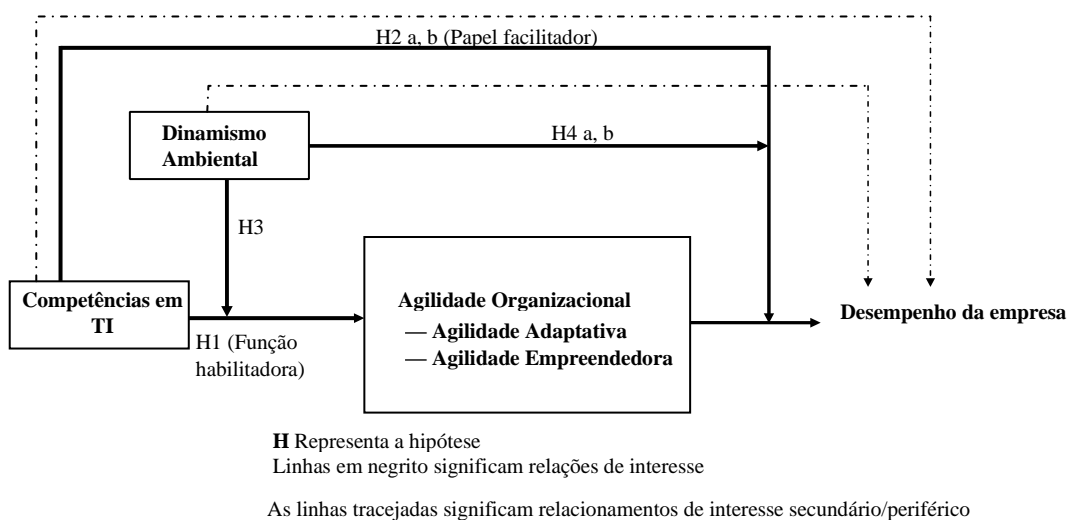 H2 a, b (Papel facilitador)
Dinamismo
Ambiental
H4 a, b
H3
Competências em
TI
H1 (Função
habilitadora)
Agilidade Organizacional
— Agilidade Adaptativa
— Agilidade Empreendedora
Desempenho da empresa
H Representa a hipótese
Linhas em negrito significam relações de interesse
As linhas tracejadas significam relacionamentos de interesse secundário/periférico